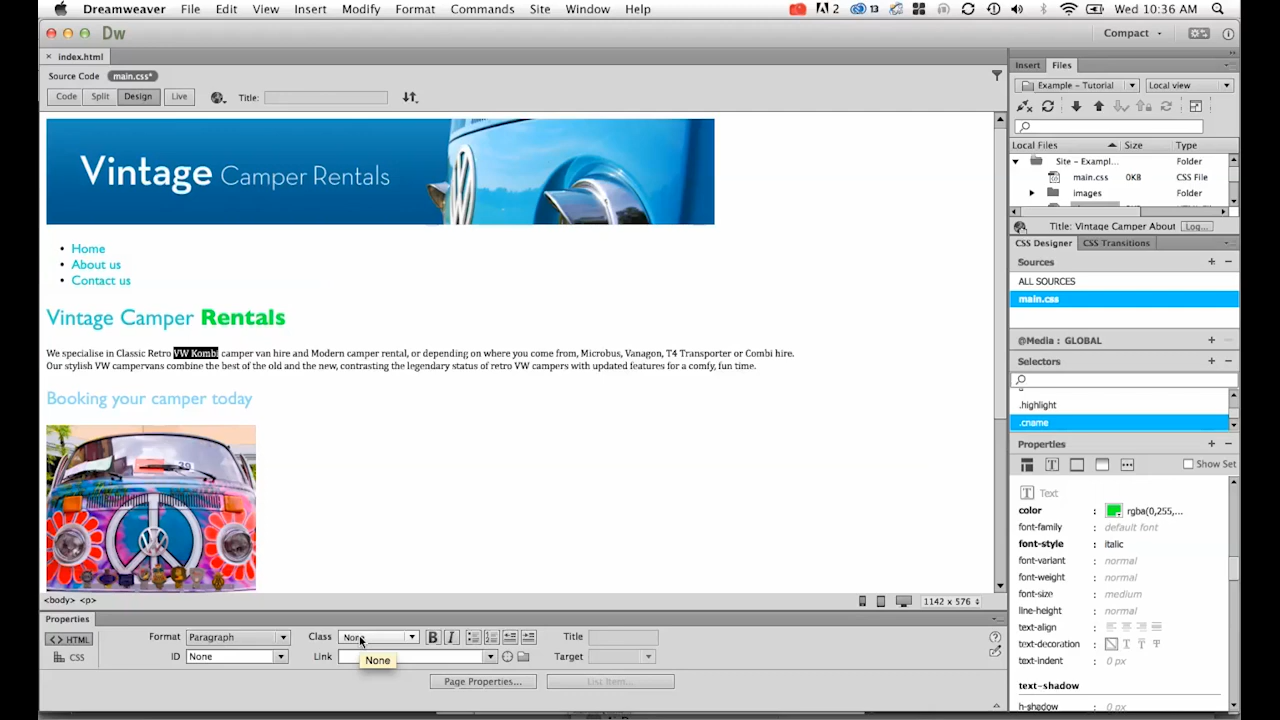 Dreamweaver File Edit View Insert Modify Format Commands Site Window Help 2 13 Wed 10:36 AM
Dw Compact
index.html
Source Code main.css*
Code Split Design Live Title:
Vintage Camper Rentals
• Home
• About us
• Contact us
Vintage Camper Rentals
We specialise in Classic Retro VW Kombi camper van hire and Modern camper rental, or depending on where you come from, Microbus, Vanagon, T4 Transporter or Combi hire.
Our stylish VW campervans combine the best of the old and the new, contrasting the legendary status of retro VW campers with updated features for a comfy, fun time.
Booking your camper today
29
<body> <p>
1142 x 576
Properties
<> HTML Format Paragraph Class None B I Title
CSS ID None Link Target
None
Page Properties... List Item...
Insert Files
Example - Tutorial Local view
Local Files Size Type
Site - Exampl... Folder
main.css 0KB CSS File
images Folder
Title: Vintage Camper About Log...
CSS Designer CSS Transitions
Sources
ALL SOURCES
main.css
@Media : GLOBAL
Selectors
.highlight
.cname
Properties
Show Set
T Text
color : rgba(0,255,...
font-family : default font
font-style : italic
font-variant : normal
font-weight : normal
font-size : medium
line-height : normal
text-align :
text-decoration :
text-indent : 0 px
text-shadow
h-shadow : 0 px